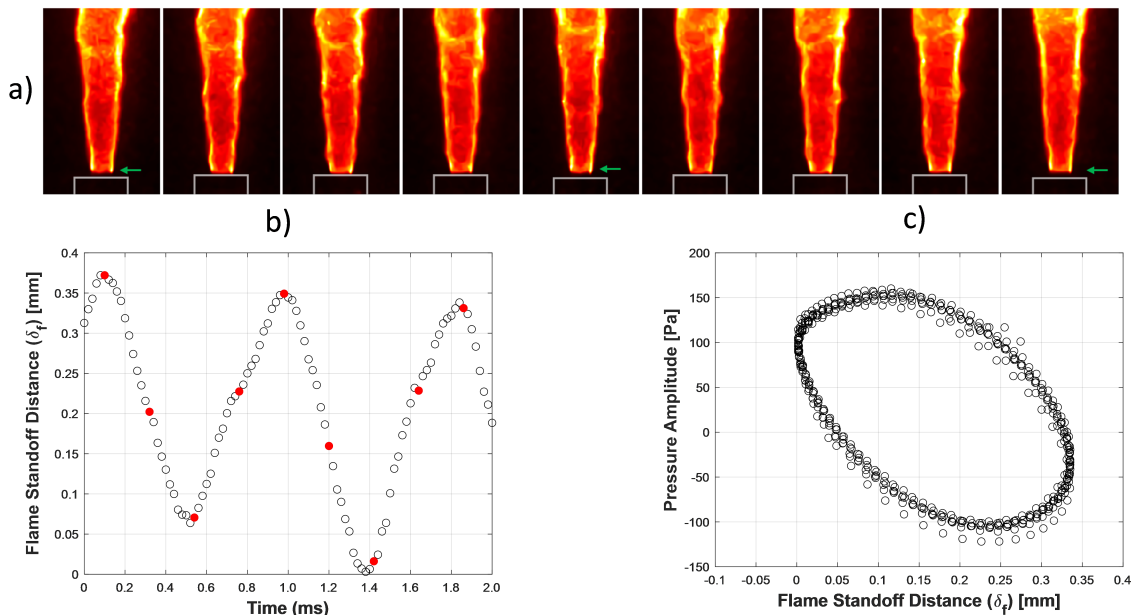 a)
b)
c)
Flame Standoff Distance (δf) [mm]
0.4
0.35
0.3
0.25
0.2
0.15
0.1
0.05
0
0 0.2 0.4 0.6 0.8 1.0 1.2 1.4 1.6 1.8 2.0
Time (ms)
Pressure Amplitude [Pa]
200
150
100
50
0
-50
-100
-150
-0.1 -0.05 0 0.05 0.1 0.15 0.2 0.25 0.3 0.35 0.4
Flame Standoff Distance (δf) [mm]